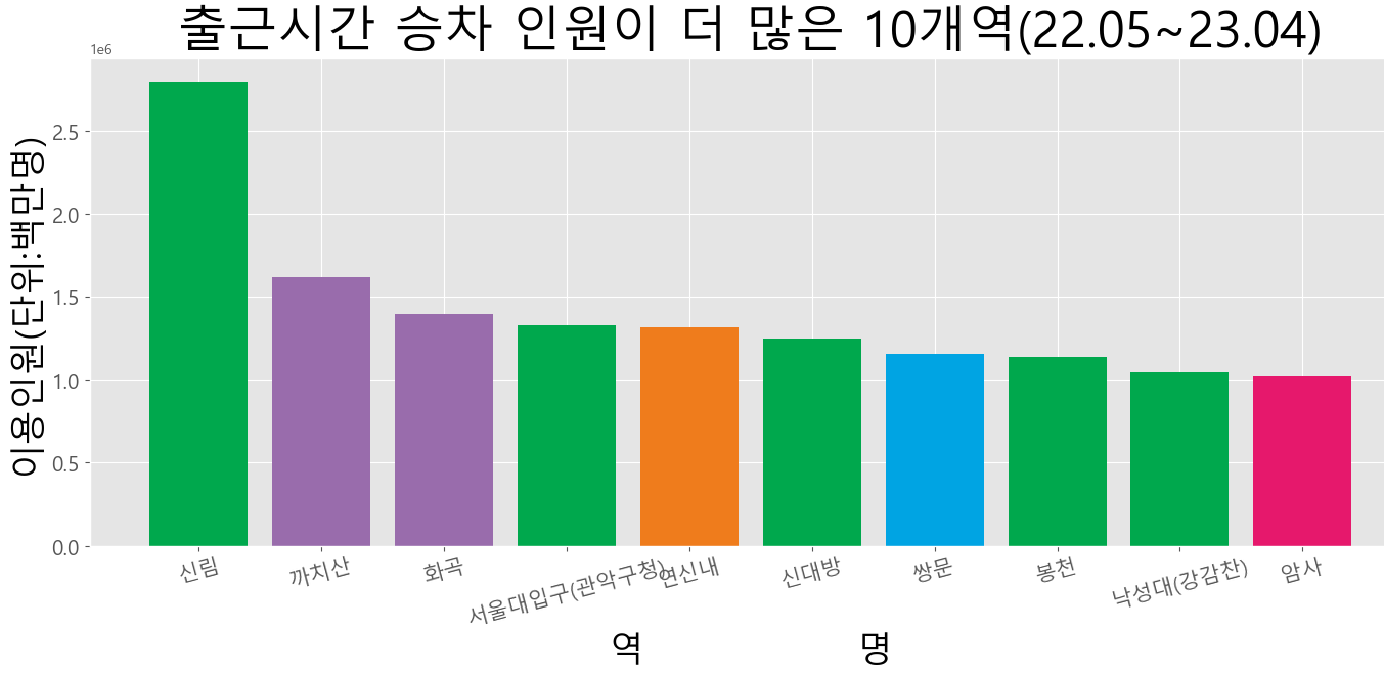 출근시간 승차 인원이 더 많은 10개역(22.05~23.04)
1e6
이용인원(단위:백만명)
2.5
2.0
1.5
1.0
0.5
0.0
신림 까치산 화곡 서울대입구(관악구청) 연신내 신대방 쌍문 봉천 낙성대(강감찬) 암사
역 명